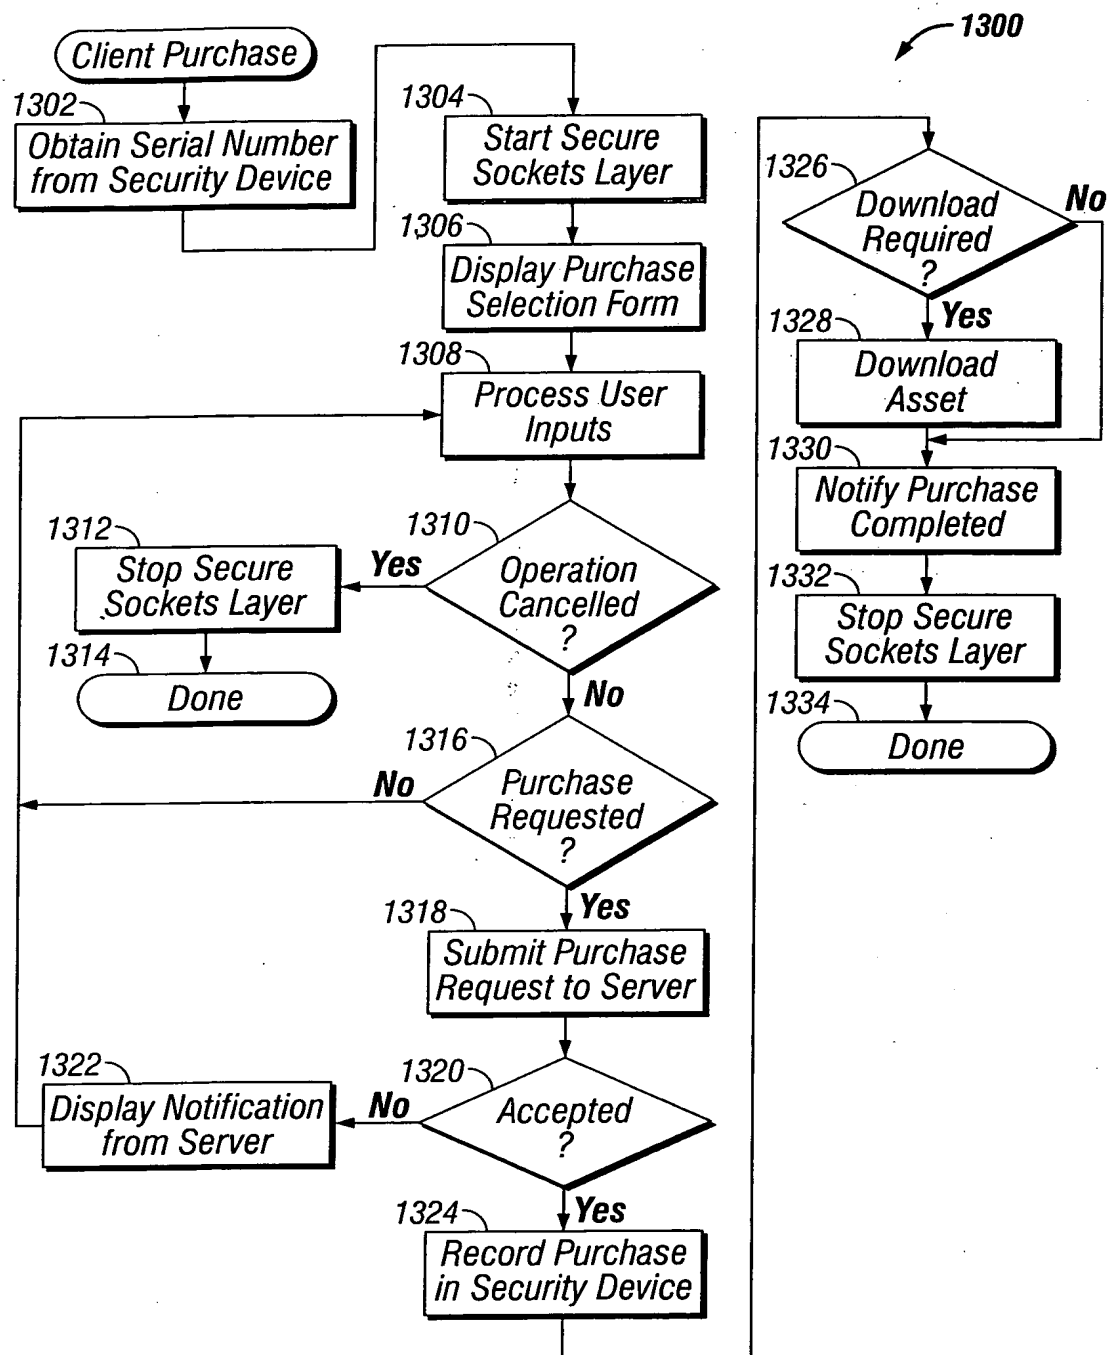 1300
Client Purchase
1302
Obtain Serial Number
from Security Device
1304
Start Secure
Sockets Layer
1306
Display Purchase
Selection Form
1308
Process User
Inputs
1310
Operation
Cancelled
?
Yes
1312
Stop Secure
Sockets Layer
1314
Done
No
1316
Purchase
Requested
?
No
Yes
1318
Submit Purchase
Request to Server
1320
Accepted
?
No
1322
Display Notification
from Server
Yes
1324
Record Purchase
in Security Device
1326
Download
Required
?
No
Yes
1328
Download
Asset
1330
Notify Purchase
Completed
1332
Stop Secure
Sockets Layer
1334
Done